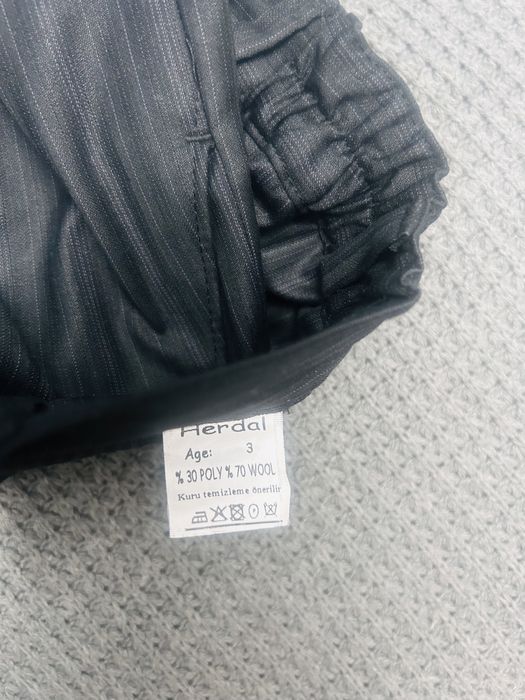 Herdal
Age: 3
% 30 POLY % 70 WOOL
Kuru temizleme önerilir